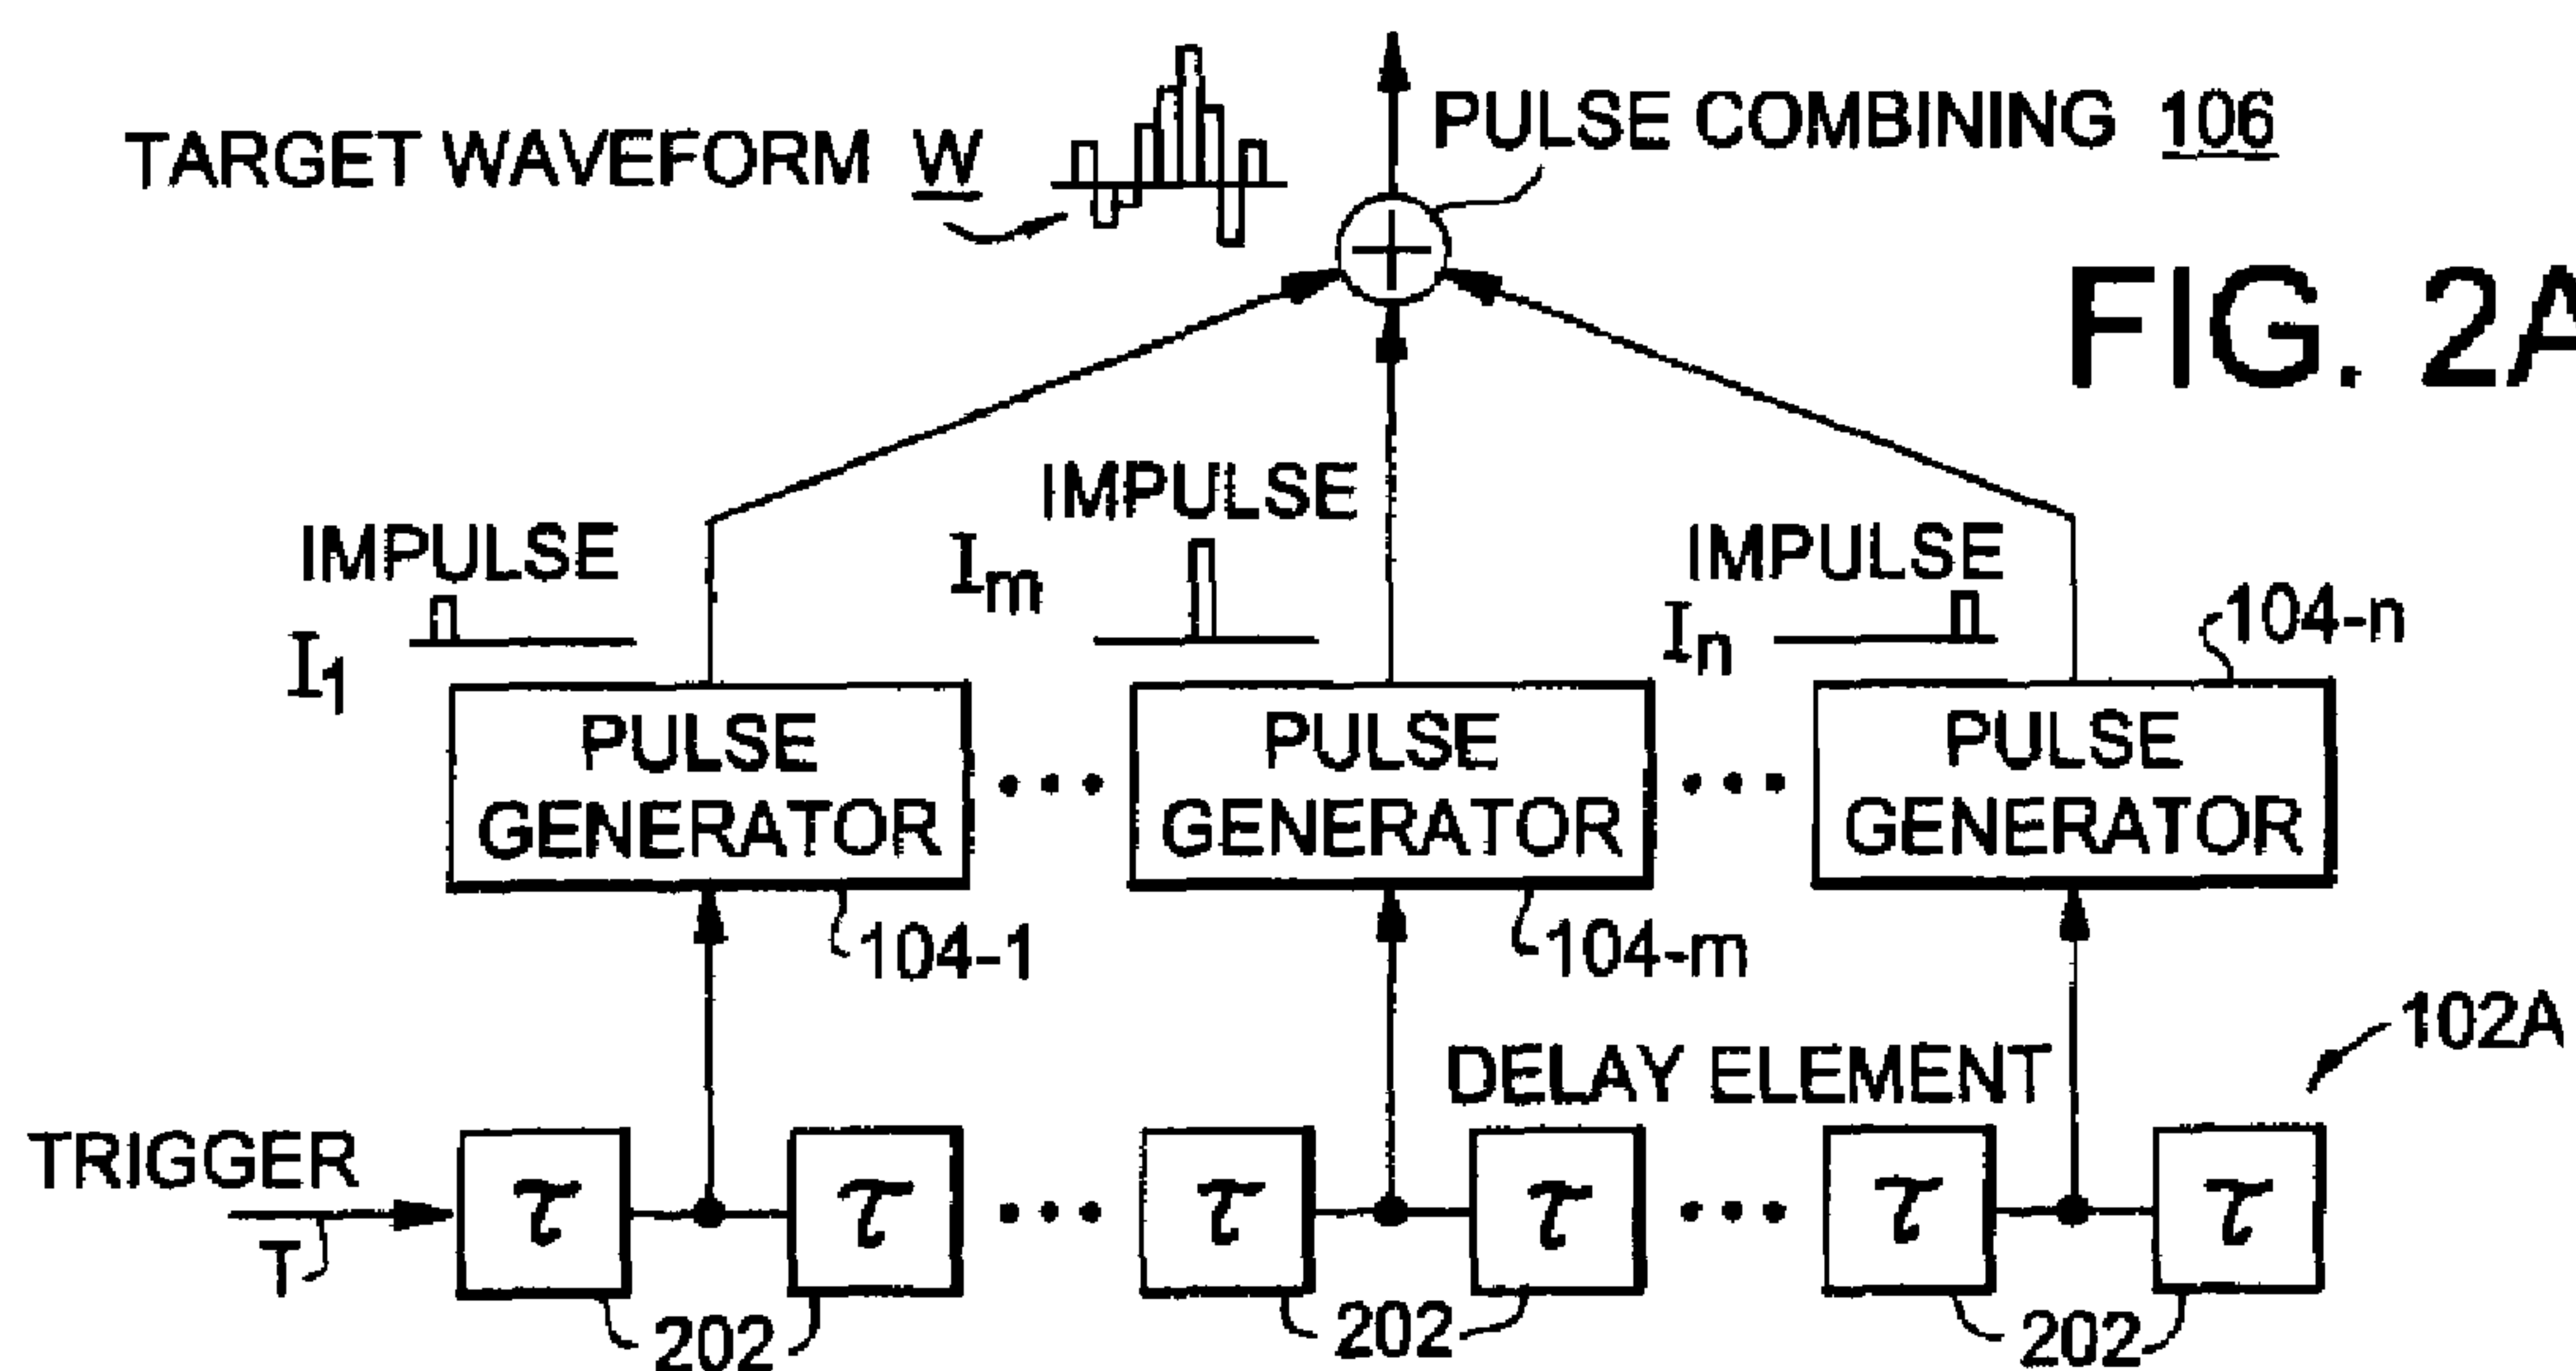 TARGET WAVEFORM W
PULSE COMBINING 106
FIG. 2A
IMPULSE
I1
IMPULSE
Im
IMPULSE
In
104-n
PULSE GENERATOR
PULSE GENERATOR
PULSE GENERATOR
104-1
104-m
DELAY ELEMENT
102A
TRIGGER
T
τ
τ
τ
τ
τ
τ
202
202
202